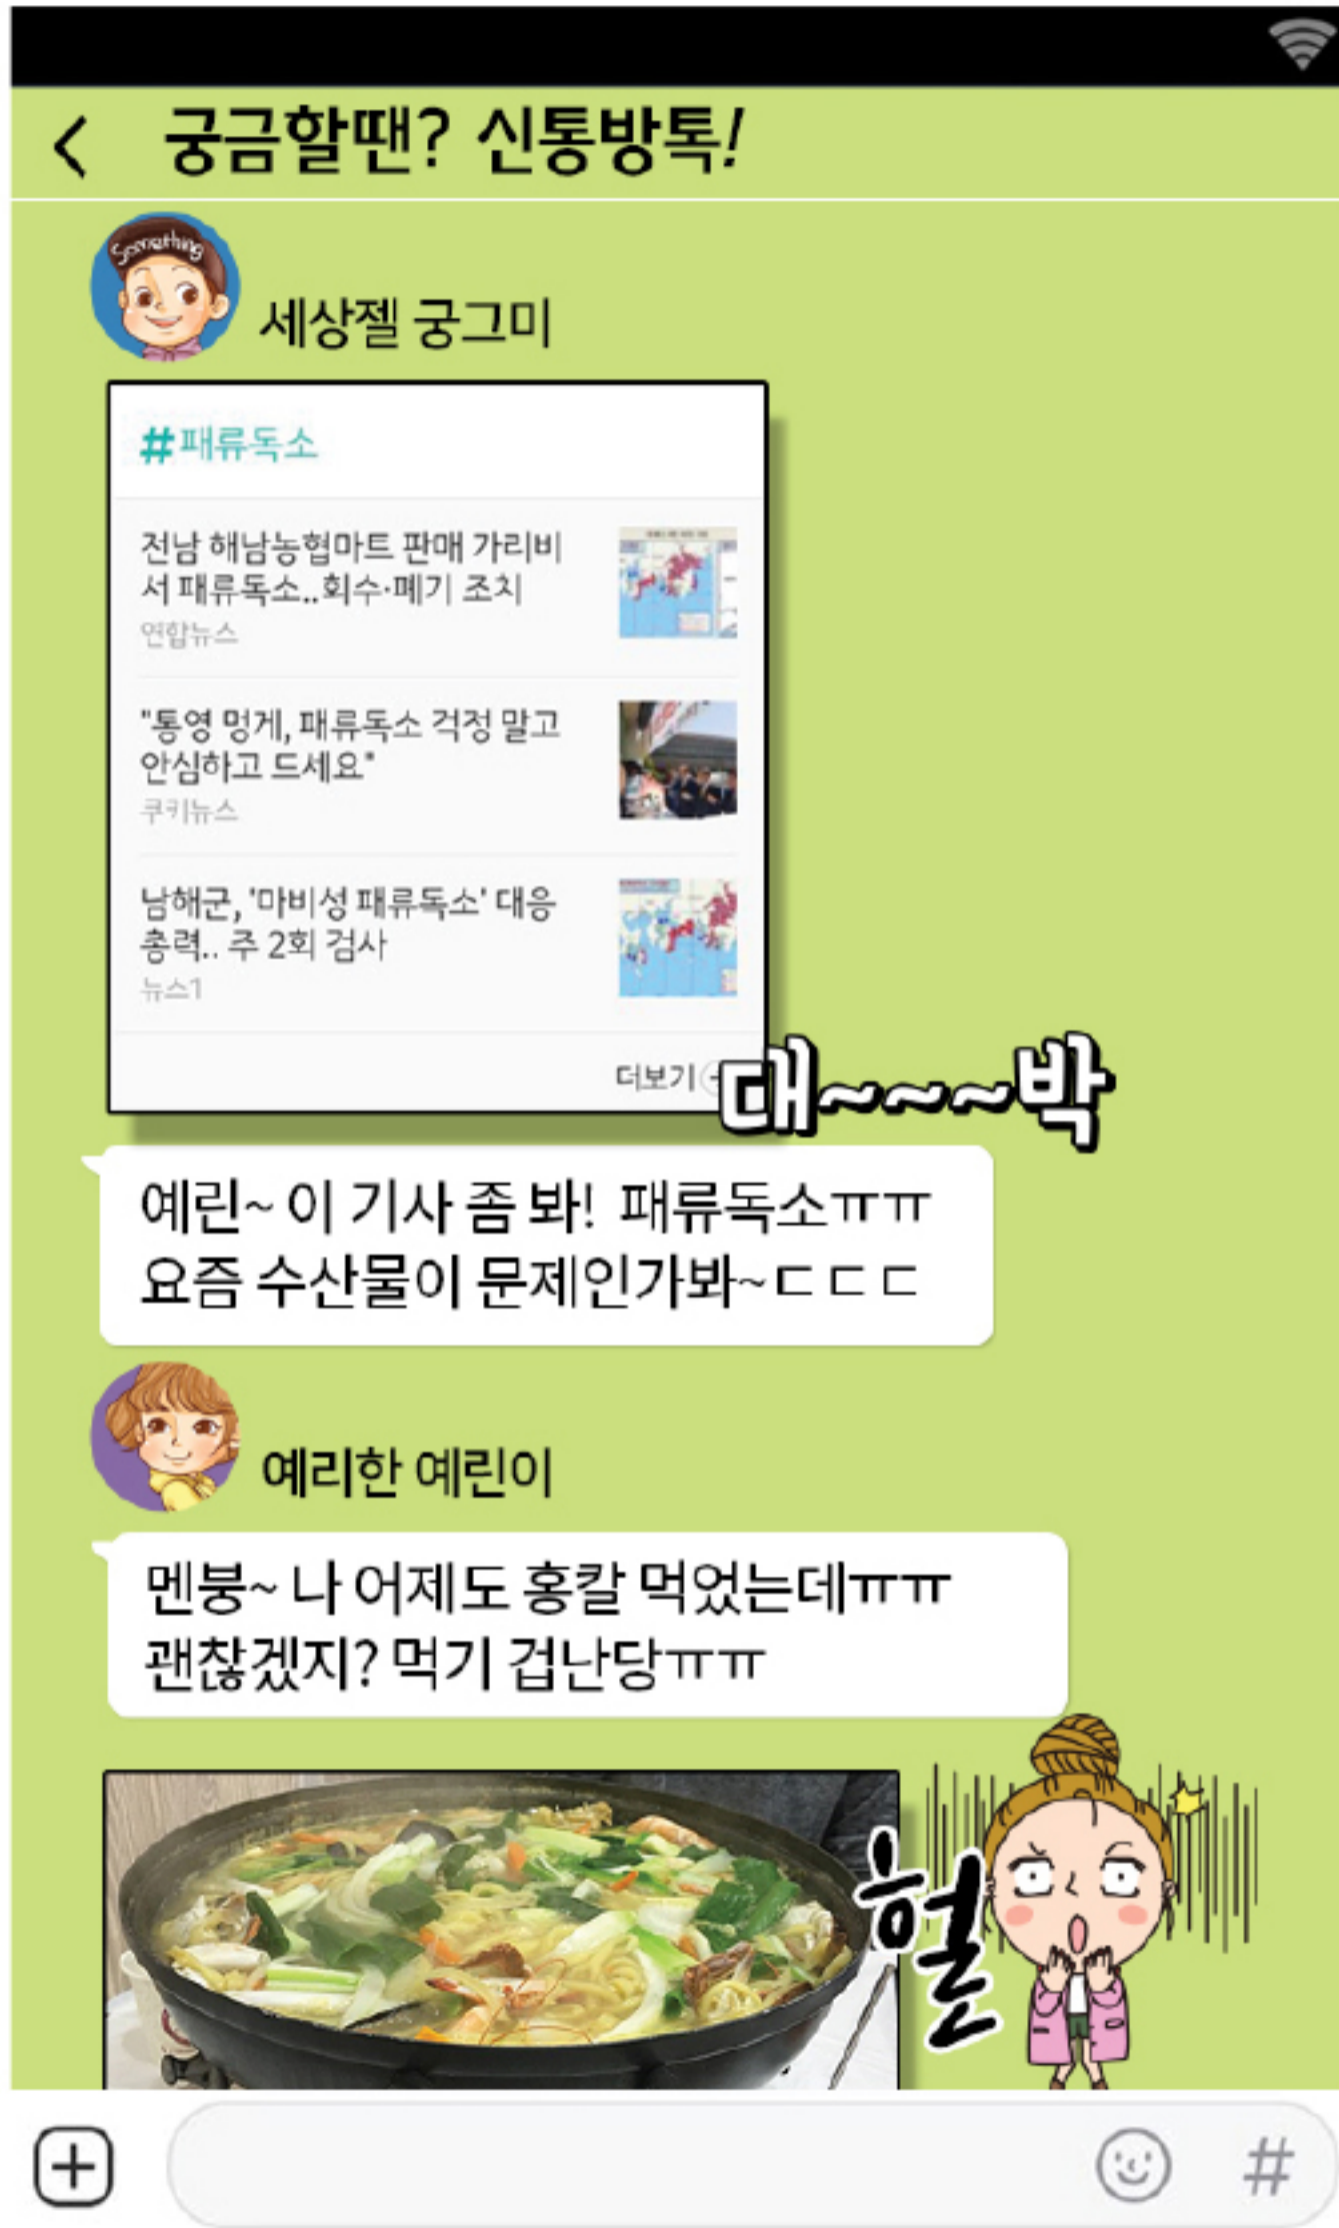 궁금할땐? 신통방톡!
Something
세상젤 궁그미
#패류독소
전남 해남농협마트 판매 가리비
서 패류독소..회수·폐기 조치
연합뉴스
"통영 멍게, 패류독소 걱정 말고
안심하고 드세요"
쿠키뉴스
남해군, '마비성 패류독소' 대응
총력.. 주 2회 검사
뉴스1
더보기
대~~~박
예린~ 이 기사 좀 봐! 패류독소ㅠㅠ
요즘 수산물이 문제인가봐~ㄷㄷㄷ
예리한 예린이
멘붕~ 나 어제도 홍칼 먹었는데ㅠㅠ
괜찮겠지? 먹기 겁난당ㅠㅠ
헐
#